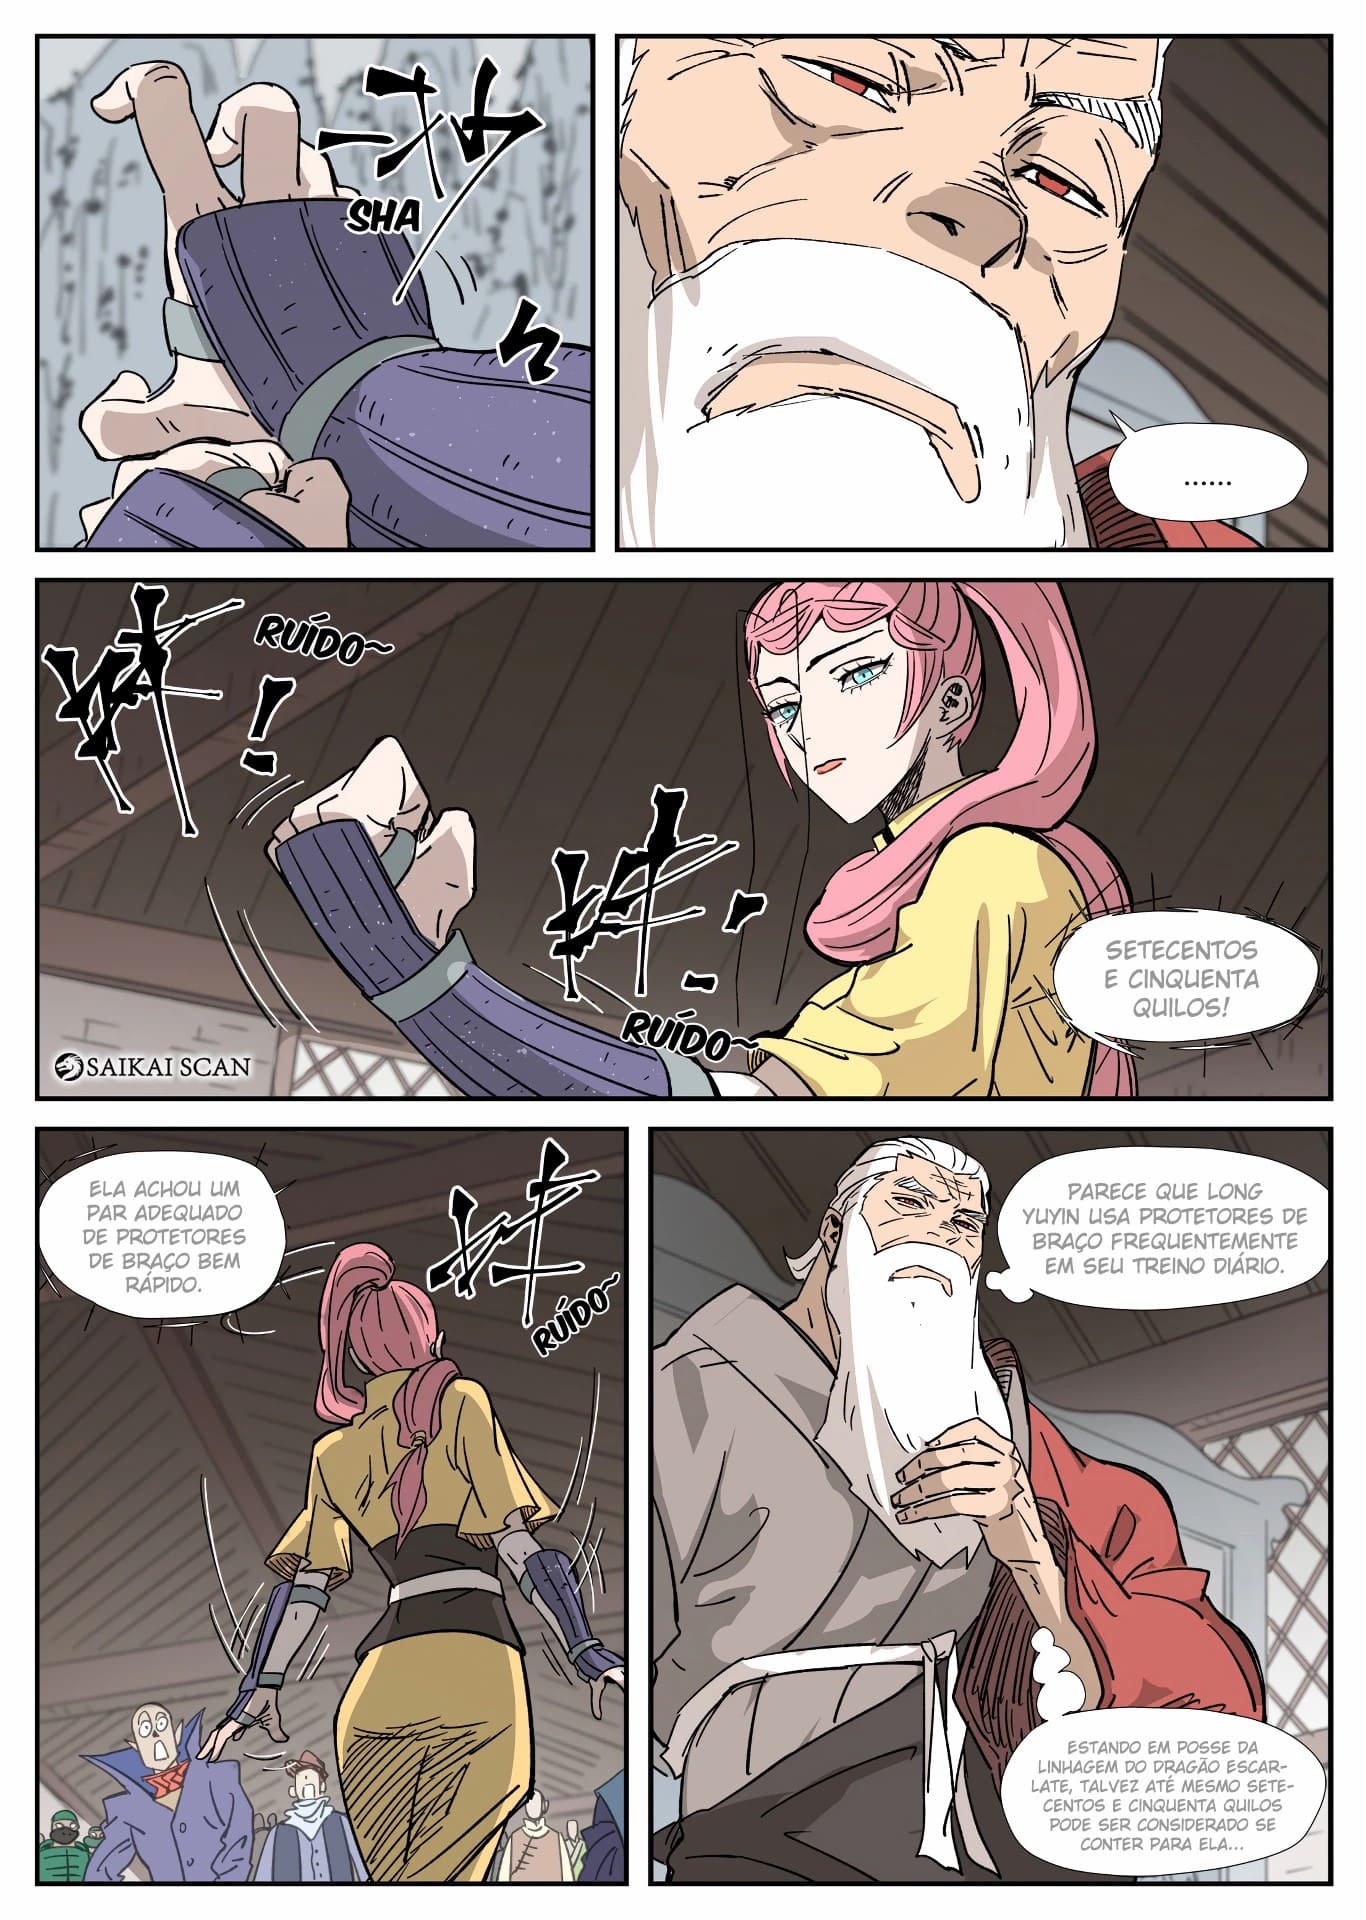 SHA
......
RUÍDO~
RUÍDO~
SETECENTOS
E CINQUENTA
QUILOS!
SAIKAI SCAN
ELA ACHOU UM
PAR ADEQUADO
DE PROTETORES
DE BRAÇO BEM
RÁPIDO.
RUÍDO~
PARECE QUE LONG
YUYIN USA PROTETORES DE
BRAÇO FREQUENTEMENTE
EM SEU TREINO DIÁRIO.
ESTANDO EM POSSE DA
LINHAGEM DO DRAGÃO ESCAR-
LATE, TALVEZ ATÉ MESMO SETE-
CENTOS E CINQUENTA QUILOS
PODE SER CONSIDERADO SE
CONTER PARA ELA...